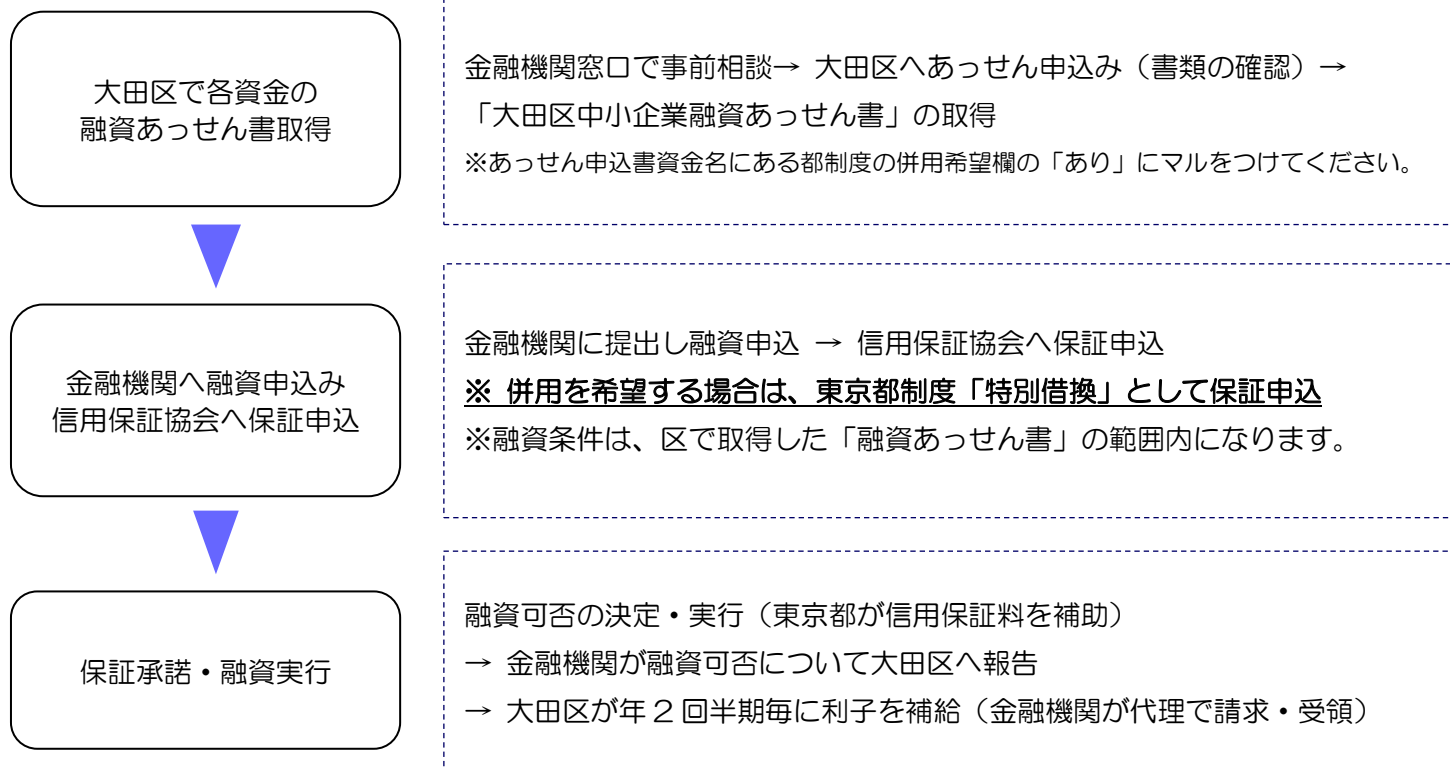 大田区で各資金の
融資あっせん書取得
金融機関窓口で事前相談→ 大田区へあっせん申込み（書類の確認）→
「大田区中小企業融資あっせん書」の取得
※あっせん申込書資金名にある都制度の併用希望欄の「あり」にマルをつけてください。
金融機関へ融資申込み
信用保証協会へ保証申込
金融機関に提出し融資申込 → 信用保証協会へ保証申込
※ 併用を希望する場合は、東京都制度「特別借換」として保証申込
※融資条件は、区で取得した「融資あっせん書」の範囲内になります。
保証承諾・融資実行
融資可否の決定・実行（東京都が信用保証料を補助）
→ 金融機関が融資可否について大田区へ報告
→ 大田区が年２回半期毎に利子を補給（金融機関が代理で請求・受領）